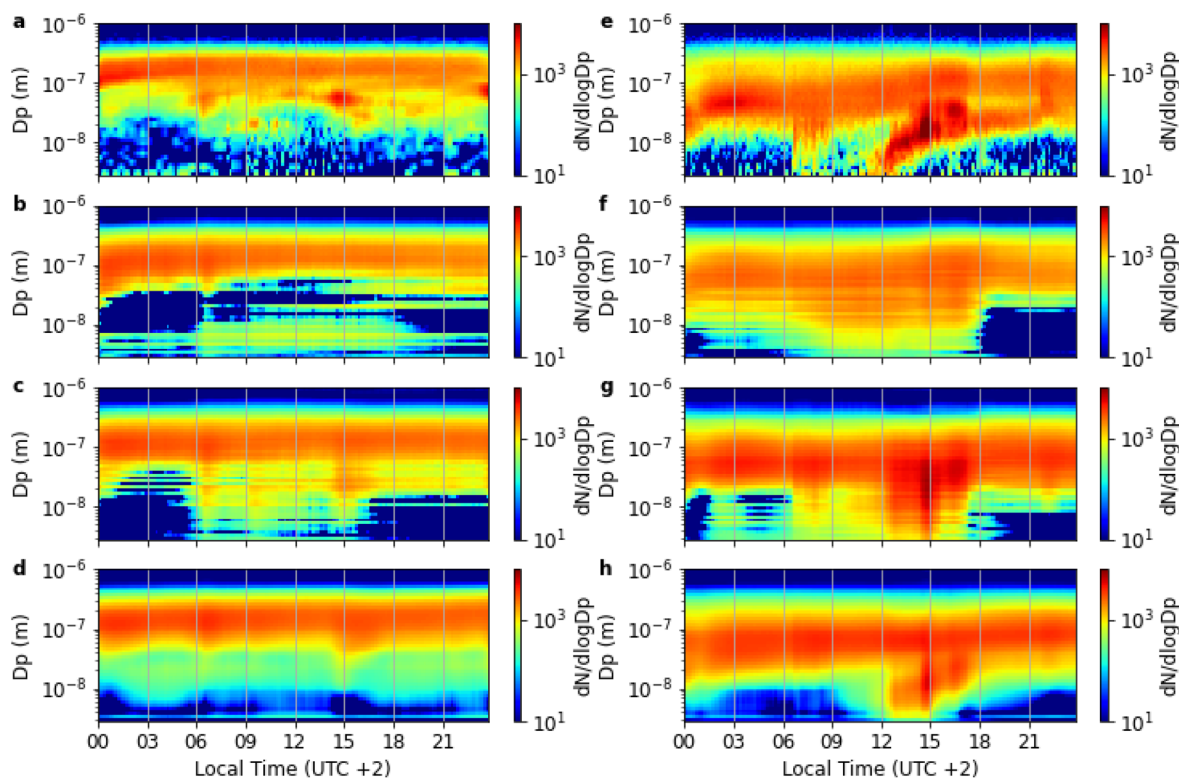 a
10⁻⁶
10⁻⁷
10⁻⁸
Dp (m)
10³
10¹
dN/dlogDp
e
10⁻⁶
10⁻⁷
10⁻⁸
Dp (m)
10³
10¹
dN/dlogDp
b
10⁻⁶
10⁻⁷
10⁻⁸
Dp (m)
10³
10¹
dN/dlogDp
f
10⁻⁶
10⁻⁷
10⁻⁸
Dp (m)
10³
10¹
dN/dlogDp
c
10⁻⁶
10⁻⁷
10⁻⁸
Dp (m)
10³
10¹
dN/dlogDp
g
10⁻⁶
10⁻⁷
10⁻⁸
Dp (m)
10³
10¹
dN/dlogDp
d
10⁻⁶
10⁻⁷
10⁻⁸
Dp (m)
10³
10¹
dN/dlogDp
00 03 06 09 12 15 18 21
Local Time (UTC +2)
h
10⁻⁶
10⁻⁷
10⁻⁸
Dp (m)
10³
10¹
dN/dlogDp
00 03 06 09 12 15 18 21
Local Time (UTC +2)